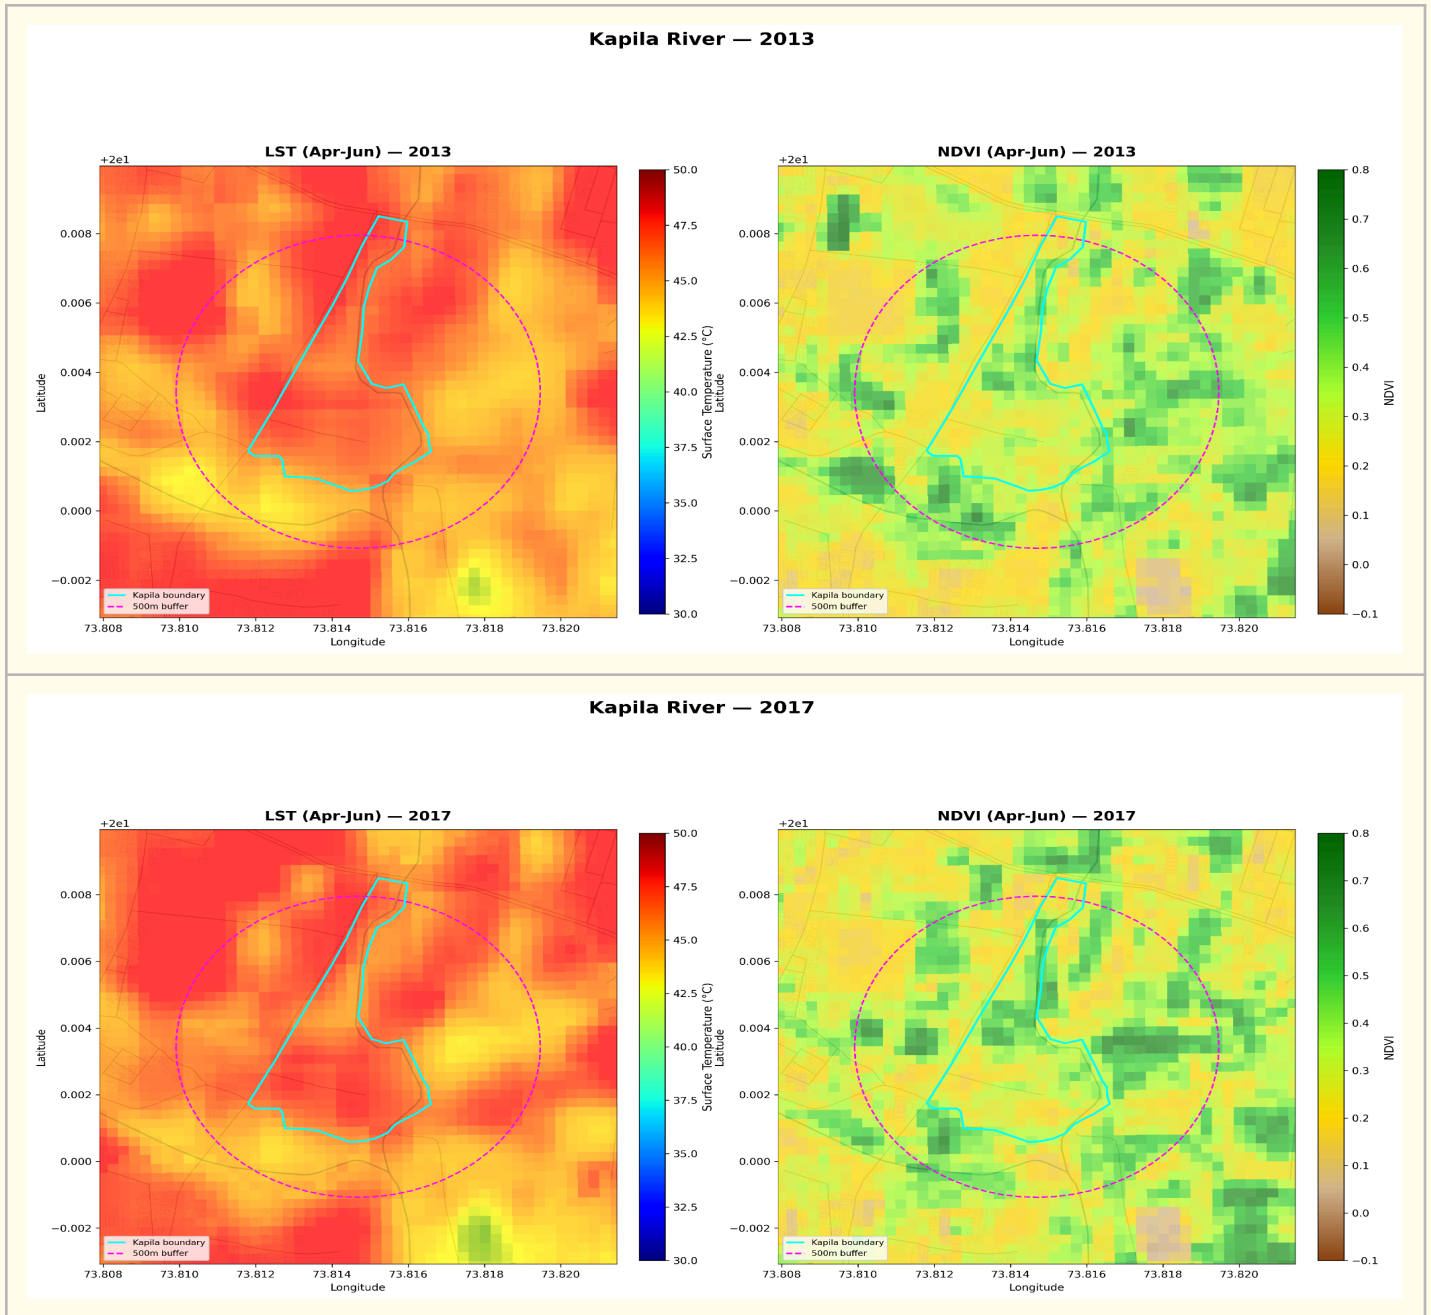 Kapila River — 2013
LST (Apr-Jun) — 2013
+2e1
0.008
0.006
0.004
0.002
0.000
−0.002
Latitude
73.808 73.810 73.812 73.814 73.816 73.818 73.820
Longitude
Kapila boundary
500m buffer
50.0
47.5
45.0
42.5
40.0
37.5
35.0
32.5
30.0
Surface Temperature (°C)
NDVI (Apr-Jun) — 2013
+2e1
0.008
0.006
0.004
0.002
0.000
−0.002
Latitude
73.808 73.810 73.812 73.814 73.816 73.818 73.820
Longitude
Kapila boundary
500m buffer
0.8
0.7
0.6
0.5
0.4
0.3
0.2
0.1
0.0
−0.1
NDVI
Kapila River — 2017
LST (Apr-Jun) — 2017
+2e1
0.008
0.006
0.004
0.002
0.000
−0.002
Latitude
73.808 73.810 73.812 73.814 73.816 73.818 73.820
Longitude
Kapila boundary
500m buffer
50.0
47.5
45.0
42.5
40.0
37.5
35.0
32.5
30.0
Surface Temperature (°C)
NDVI (Apr-Jun) — 2017
+2e1
0.008
0.006
0.004
0.002
0.000
−0.002
Latitude
73.808 73.810 73.812 73.814 73.816 73.818 73.820
Longitude
Kapila boundary
500m buffer
0.8
0.7
0.6
0.5
0.4
0.3
0.2
0.1
0.0
−0.1
NDVI